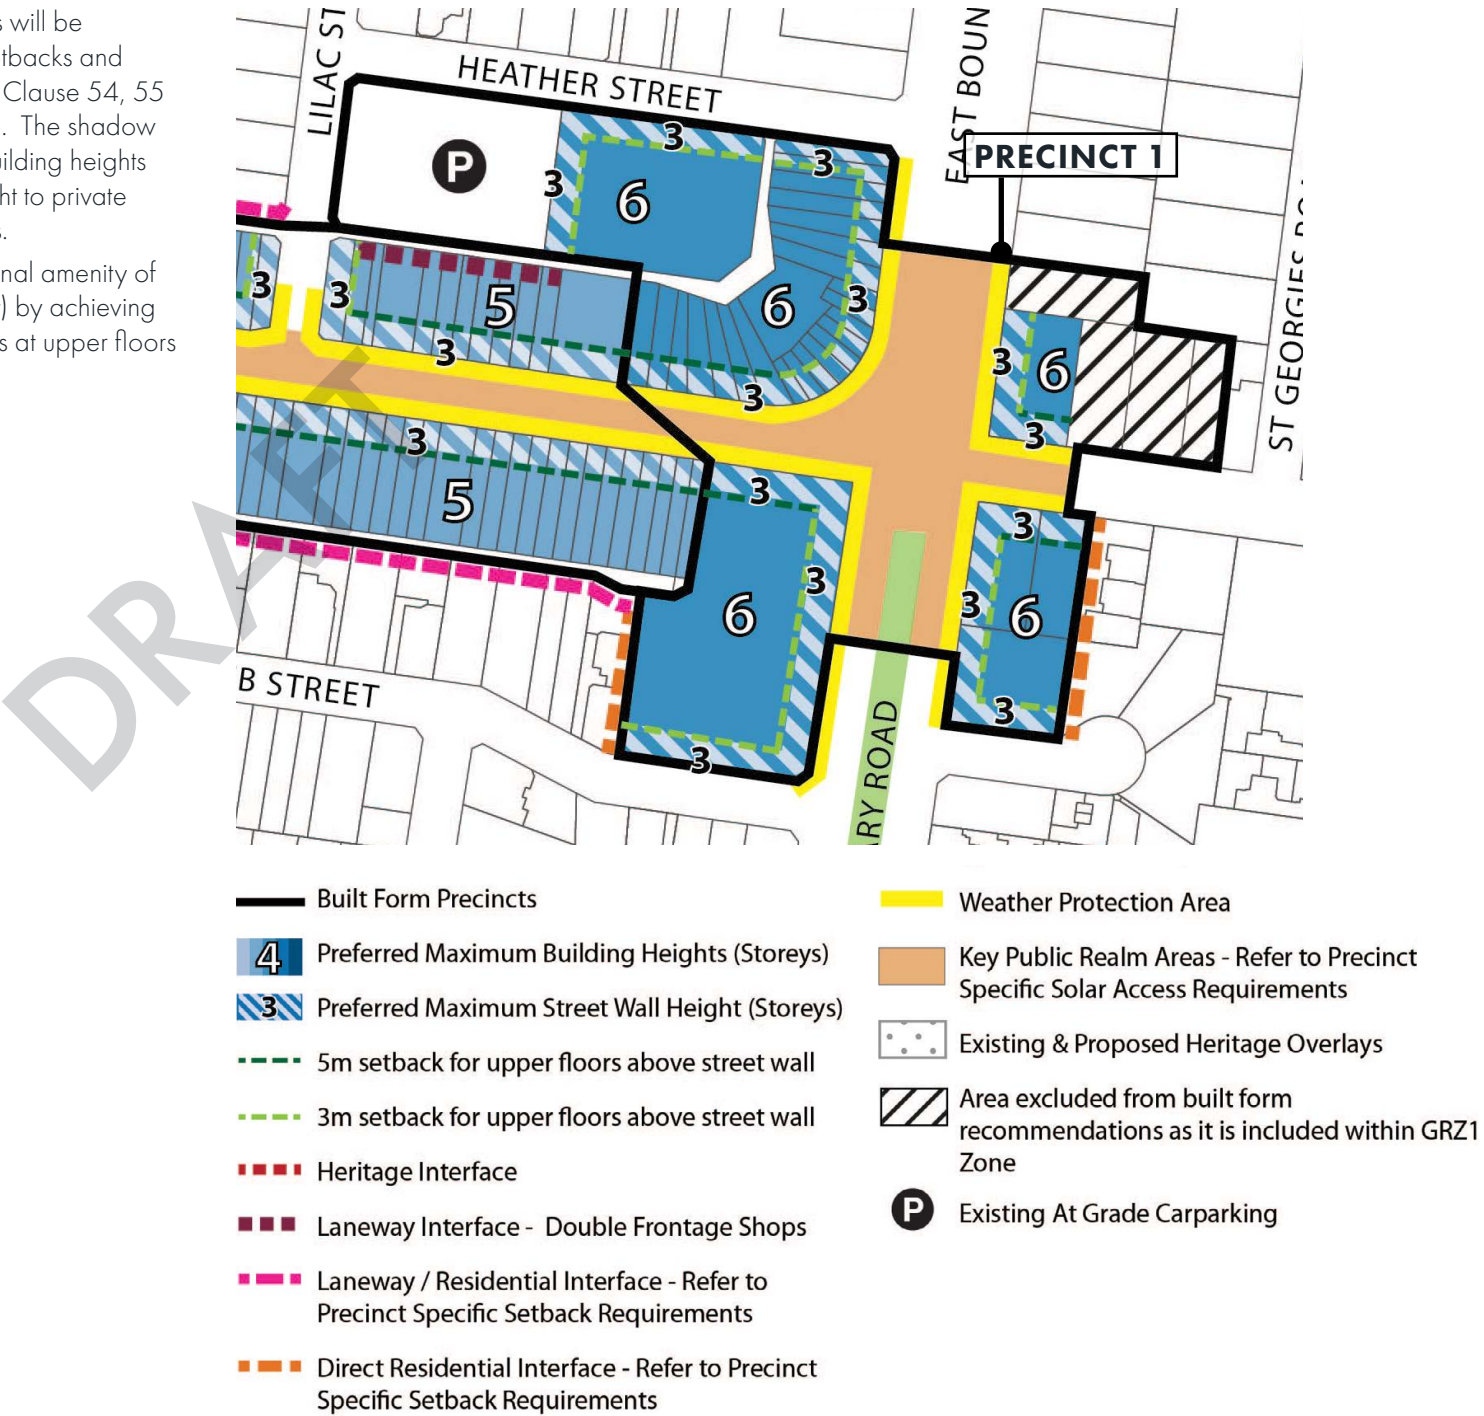 s will be
tbacks and
Clause 54, 55
. The shadow
uilding heights
ht to private
s.
nal amenity of
) by achieving
s at upper floors
DRAFT
LILAC ST
HEATHER STREET
EAST BOUN
PRECINCT 1
ST GEORGIES RO
B STREET
RY ROAD
P
3
3
3
6
3
3
5
3
6
3
3
3
6
3
3
5
3
3
6
3
3
3
6
3
Built Form Precincts
4 Preferred Maximum Building Heights (Storeys)
3 Preferred Maximum Street Wall Height (Storeys)
5m setback for upper floors above street wall
3m setback for upper floors above street wall
Heritage Interface
Laneway Interface - Double Frontage Shops
Laneway / Residential Interface - Refer to
Precinct Specific Setback Requirements
Direct Residential Interface - Refer to Precinct
Specific Setback Requirements
Weather Protection Area
Key Public Realm Areas - Refer to Precinct
Specific Solar Access Requirements
Existing & Proposed Heritage Overlays
Area excluded from built form
recommendations as it is included within GRZ1
Zone
P Existing At Grade Carparking